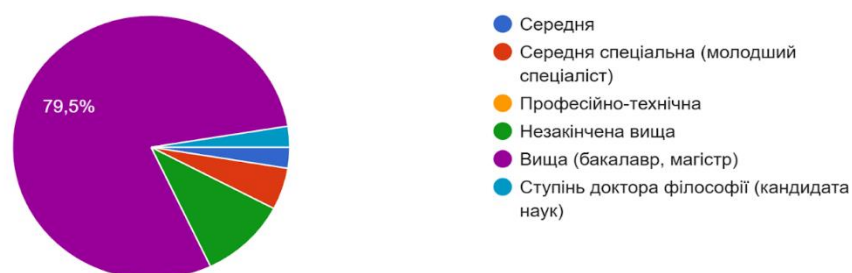 79,5%
Середня
Середня спеціальна (молодший
спеціаліст)
Професійно-технічна
Незакінчена вища
Вища (бакалавр, магістр)
Ступінь доктора філософії (кандидата
наук)